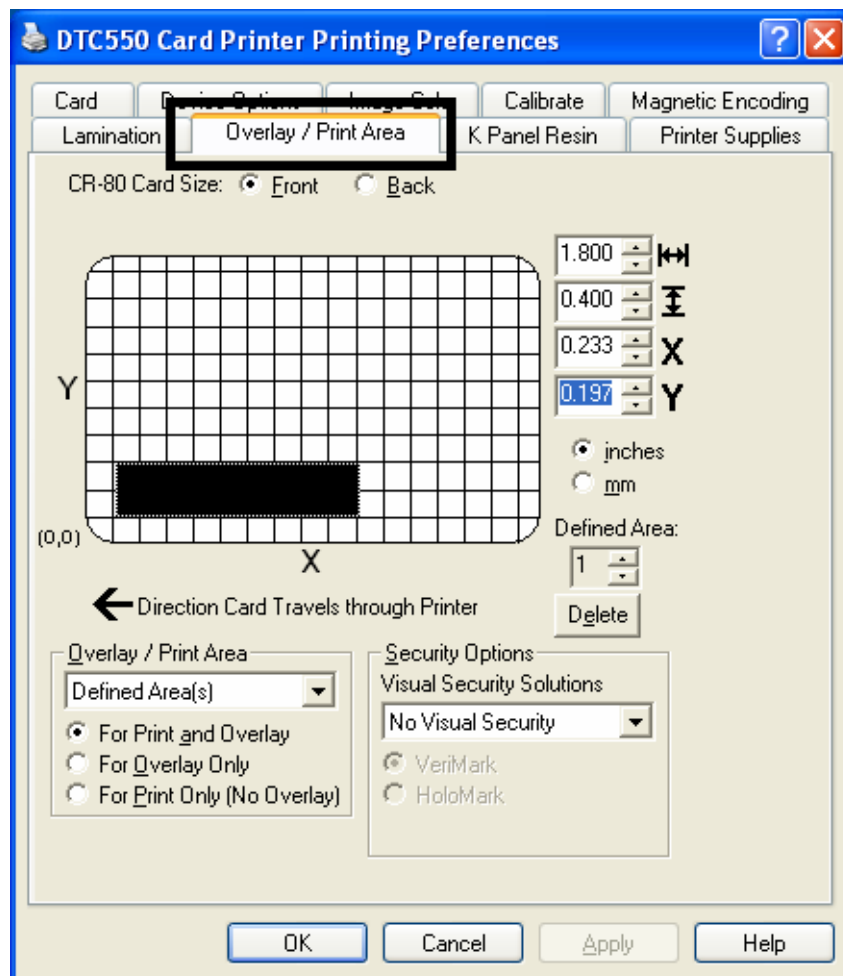 DTC550 Card Printer Printing Preferences
Card
Calibrate
Magnetic Encoding
Lamination
Overlay / Print Area
K Panel Resin
Printer Supplies
CR-80 Card Size: Front Back
1.800
0.400
0.233 X
Y
0.197 Y
inches
mm
(0,0)
X
Defined Area:
1
Direction Card Travels through Printer
Delete
Overlay / Print Area
Defined Area(s)
For Print and Overlay
For Overlay Only
For Print Only (No Overlay)
Security Options
Visual Security Solutions
No Visual Security
VeriMark
HoloMark
OK
Cancel
Apply
Help